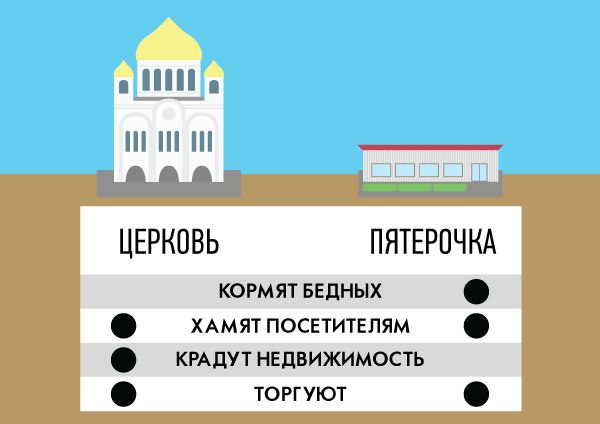 ЦЕРКОВЬ ПЯТЕРОЧКА
КОРМЯТ БЕДНЫХ
ХАМЯТ ПОСЕТИТЕЛЯМ
КРАДУТ НЕДВИЖИМОСТЬ
ТОРГУЮТ